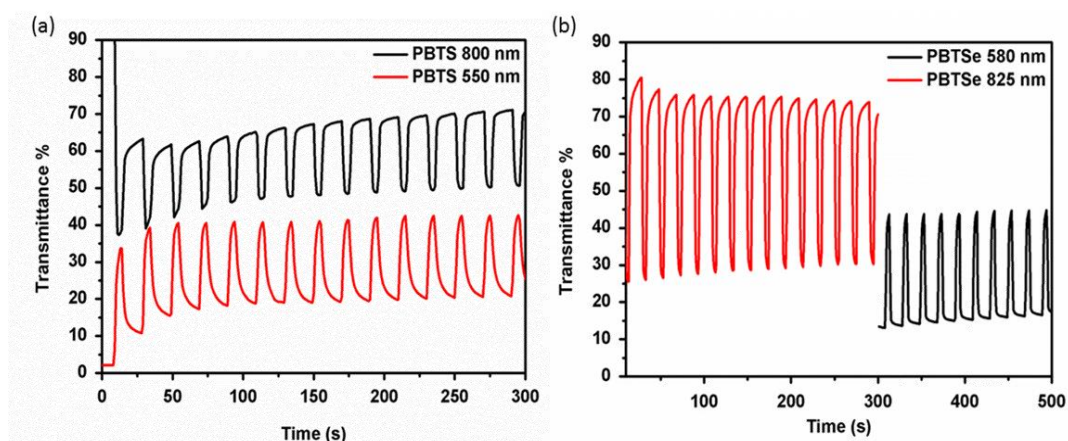 (a)
90
80
70
60
50
40
30
20
10
0
Transmittance %
PBTS 800 nm
PBTS 550 nm
0 50 100 150 200 250 300
Time (s)
(b)
90
80
70
60
50
40
30
20
10
0
Transmittance %
PBTSe 580 nm
PBTSe 825 nm
100 200 300 400 500
Time (s)